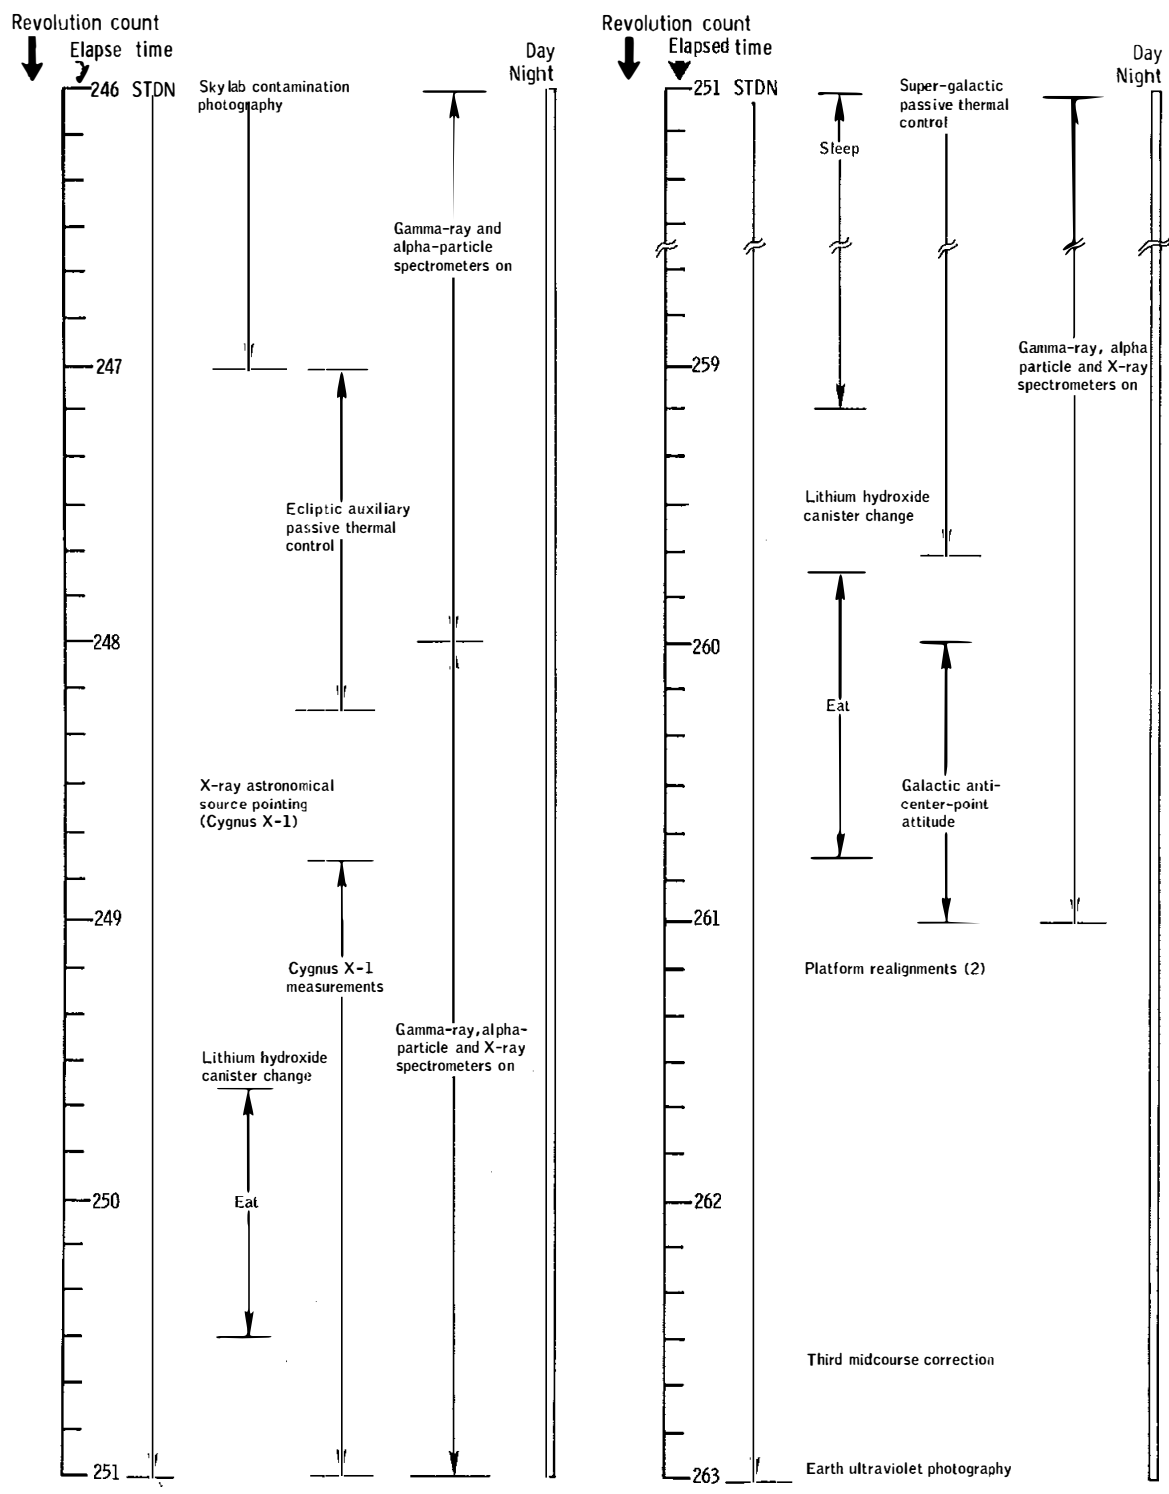 Revolution count
Elapse time
Day
Night
246 STDN
Skylab contamination
photography
Gamma-ray and
alpha-particle
spectrometers on
247
Ecliptic auxiliary
passive thermal
control
248
X-ray astronomical
source pointing
(Cygnus X-1)
249
Cygnus X-1
measurements
Gamma-ray, alpha-
particle and X-ray
spectrometers on
Lithium hydroxide
canister change
250
Eat
251
Revolution count
Elapsed time
Day
Night
251 STDN
Sleep
Super-galactic
passive thermal
control
259
Gamma-ray, alpha
particle and X-ray
spectrometers on
Lithium hydroxide
canister change
260
Eat
Galactic anti-
center-point
attitude
261
Platform realignments (2)
262
Third midcourse correction
263
Earth ultraviolet photography